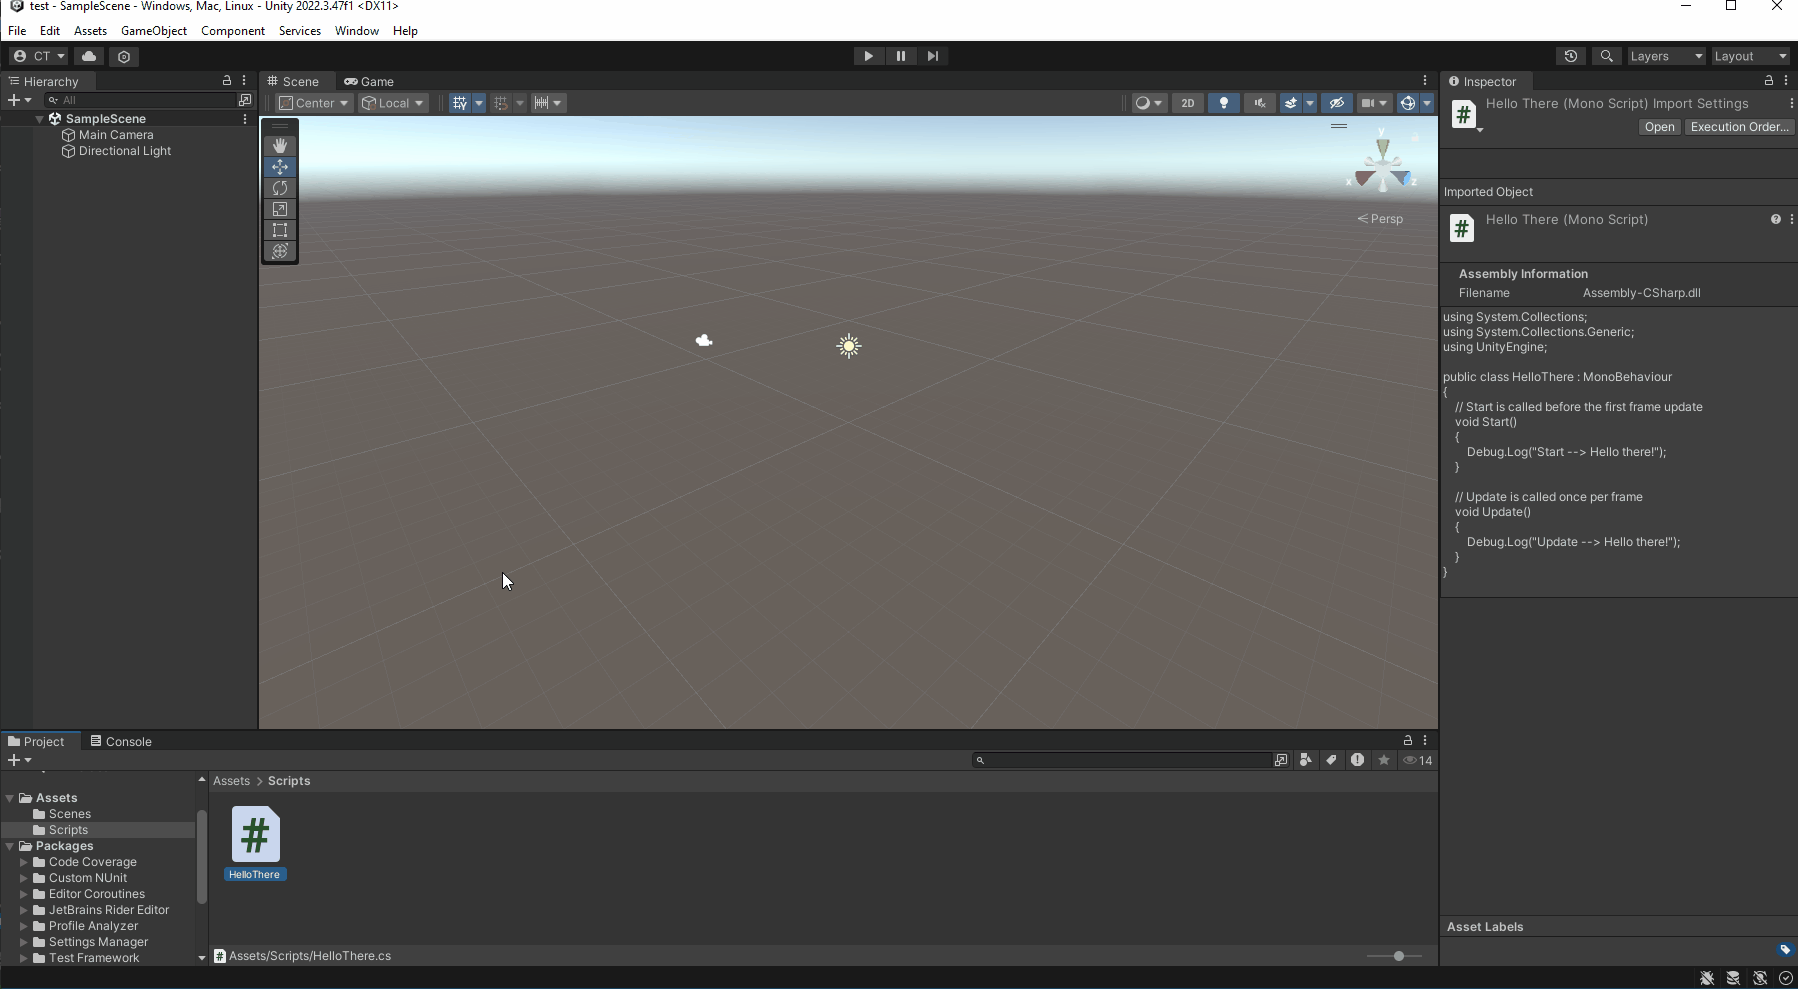 test - SampleScene - Windows, Mac, Linux - Unity 2022.3.47f1 <DX11>
File Edit Assets GameObject Component Services Window Help
CT
Layers
Layout
Hierarchy
All
SampleScene
Main Camera
Directional Light
Scene
Game
Center
Local
2D
y
x
z
Persp
Inspector
Hello There (Mono Script) Import Settings
Open
Execution Order...
Imported Object
Hello There (Mono Script)
Assembly Information
Filename Assembly-CSharp.dll
using System.Collections;
using System.Collections.Generic;
using UnityEngine;
public class HelloThere : MonoBehaviour
{
// Start is called before the first frame update
void Start()
{
Debug.Log("Start --> Hello there!");
}
// Update is called once per frame
void Update()
{
Debug.Log("Update --> Hello there!");
}
}
Project
Console
14
Assets
Scenes
Scripts
Packages
Code Coverage
Custom NUnit
Editor Coroutines
JetBrains Rider Editor
Profile Analyzer
Settings Manager
Test Framework
Assets > Scripts
HelloThere
Assets/Scripts/HelloThere.cs
Asset Labels